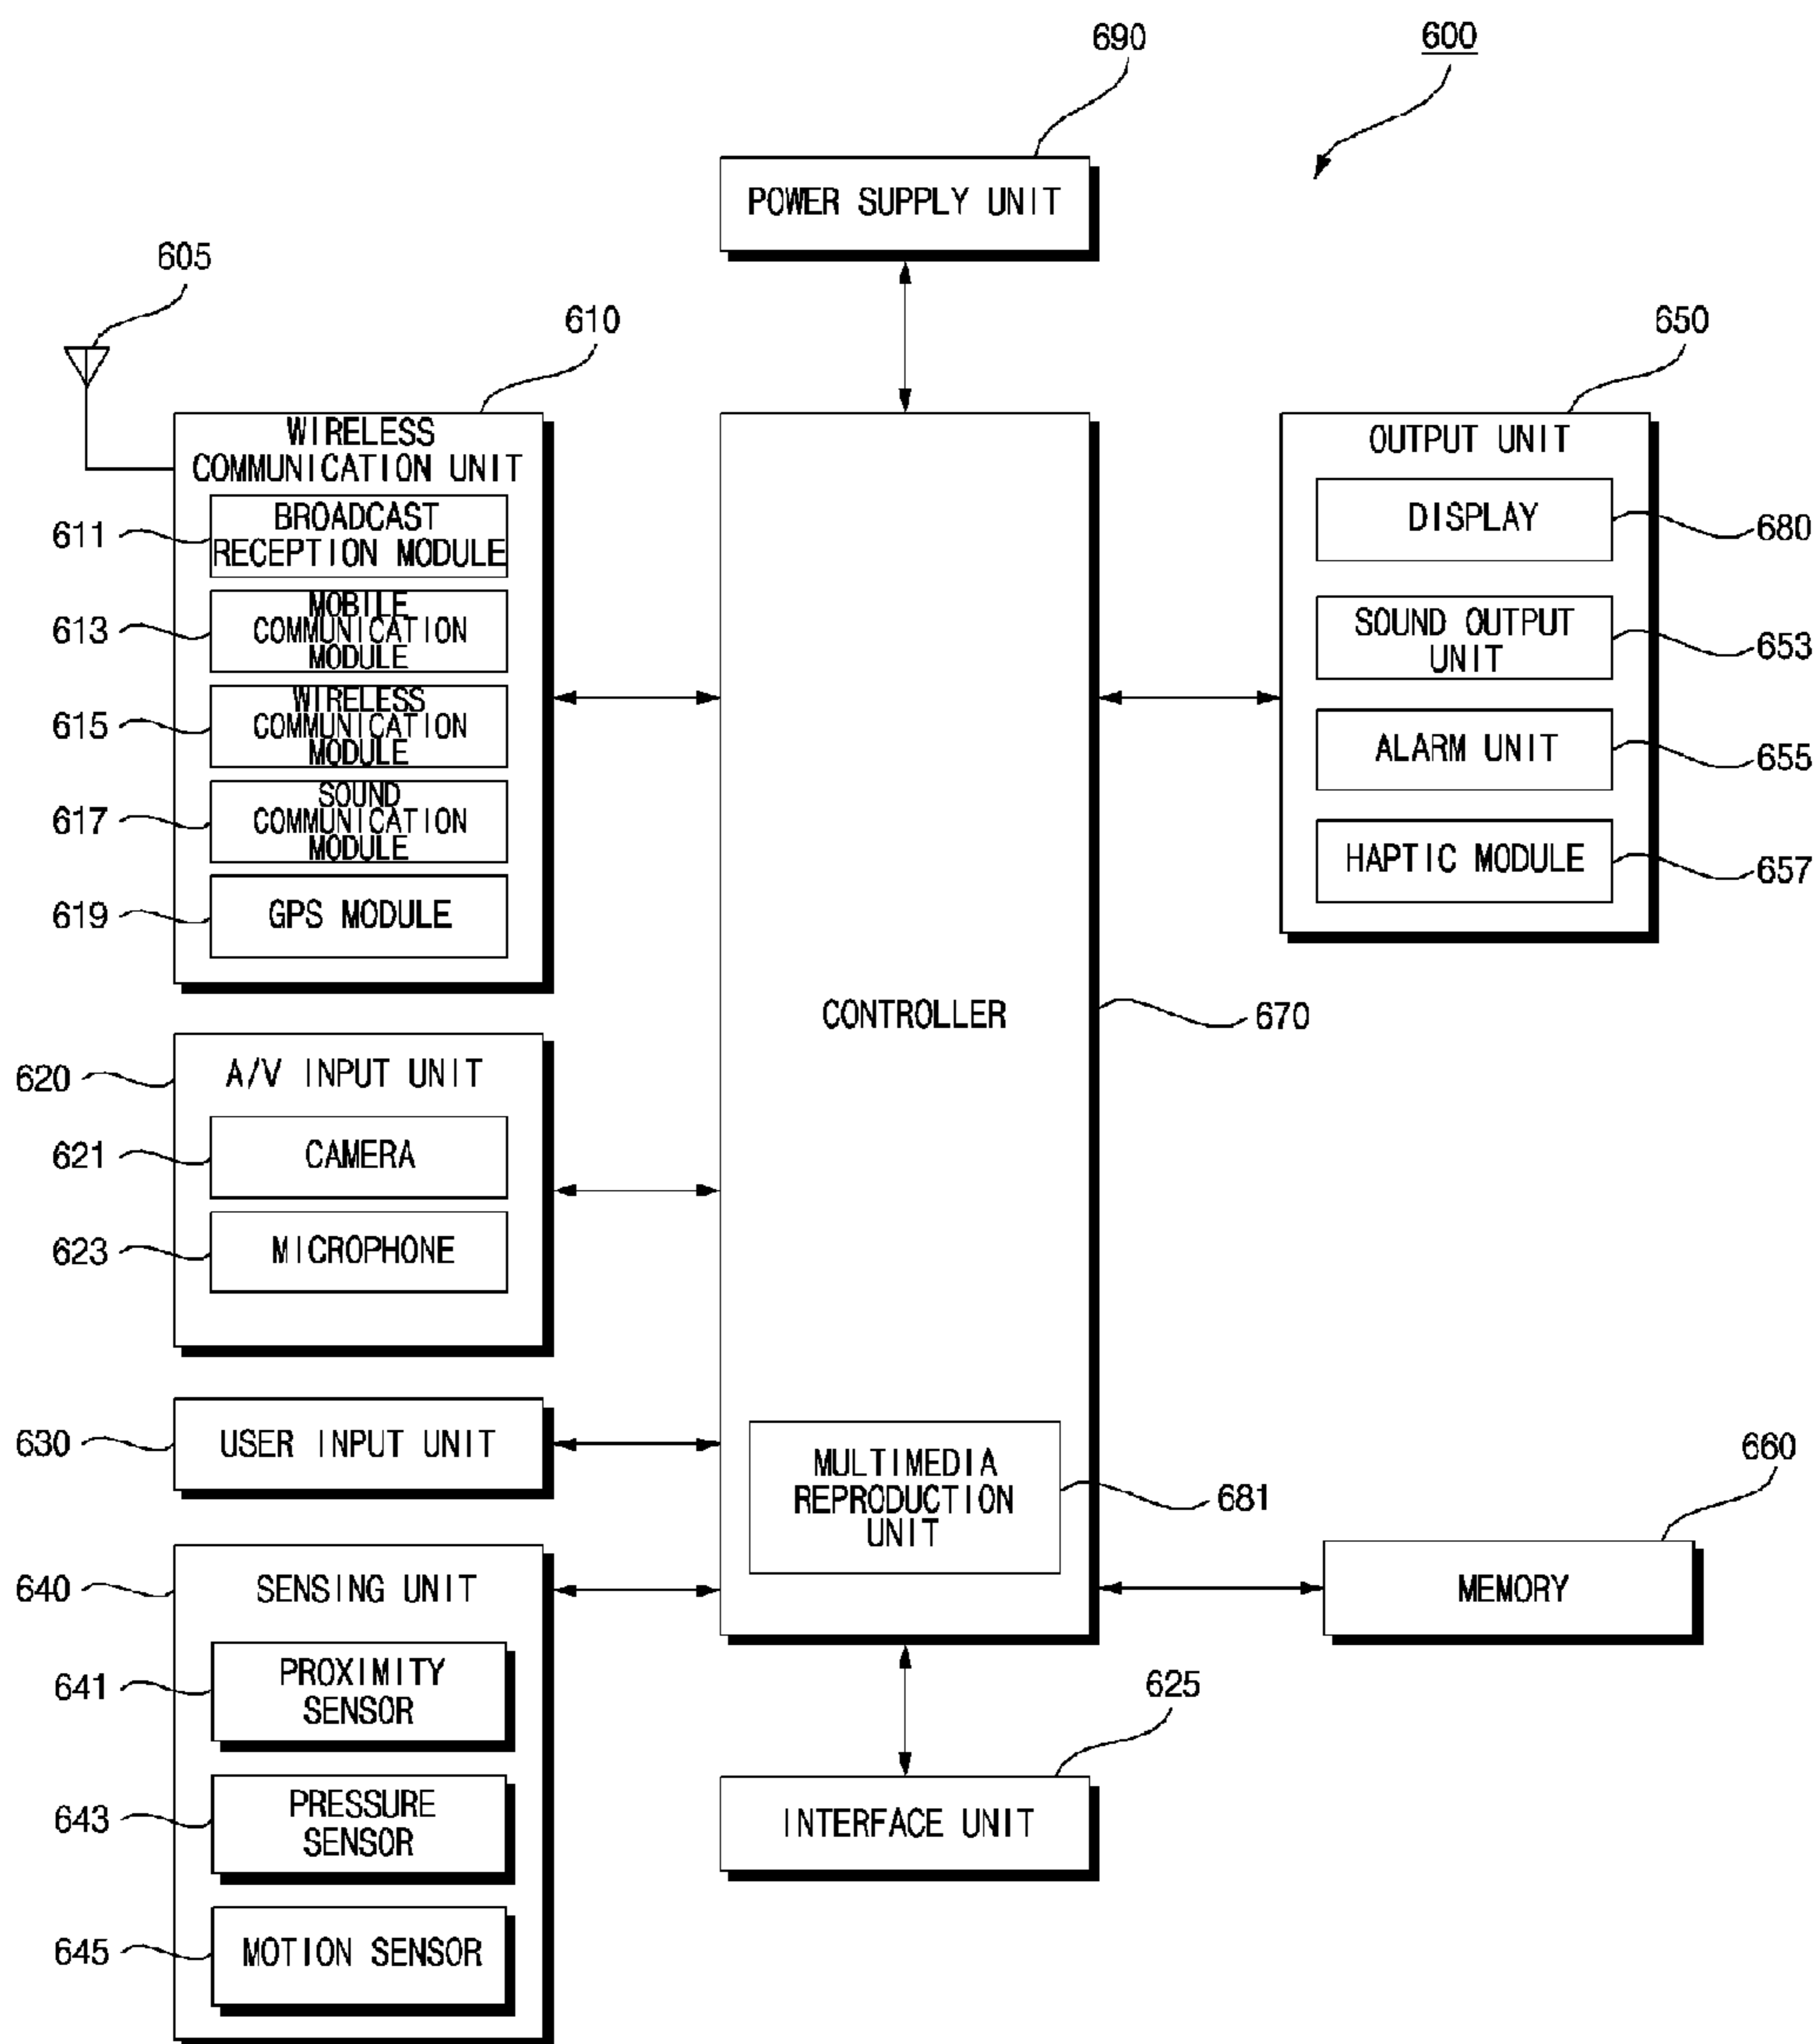 690
600
POWER SUPPLY UNIT
605
610
650
WIRELESS
COMMUNICATION UNIT
OUTPUT UNIT
611
BROADCAST
RECEPTION MODULE
DISPLAY
680
613
MOBILE
COMMUNICATION
MODULE
SOUND OUTPUT
UNIT
653
615
WIRELESS
COMMUNICATION
MODULE
ALARM UNIT
655
617
SOUND
COMMUNICATION
MODULE
HAPTIC MODULE
657
619
GPS MODULE
CONTROLLER
670
620
A/V INPUT UNIT
621
CAMERA
623
MICROPHONE
630
USER INPUT UNIT
MULTIMEDIA
REPRODUCTION
UNIT
681
660
640
SENSING UNIT
MEMORY
641
PROXIMITY
SENSOR
625
643
PRESSURE
SENSOR
INTERFACE UNIT
645
MOTION SENSOR